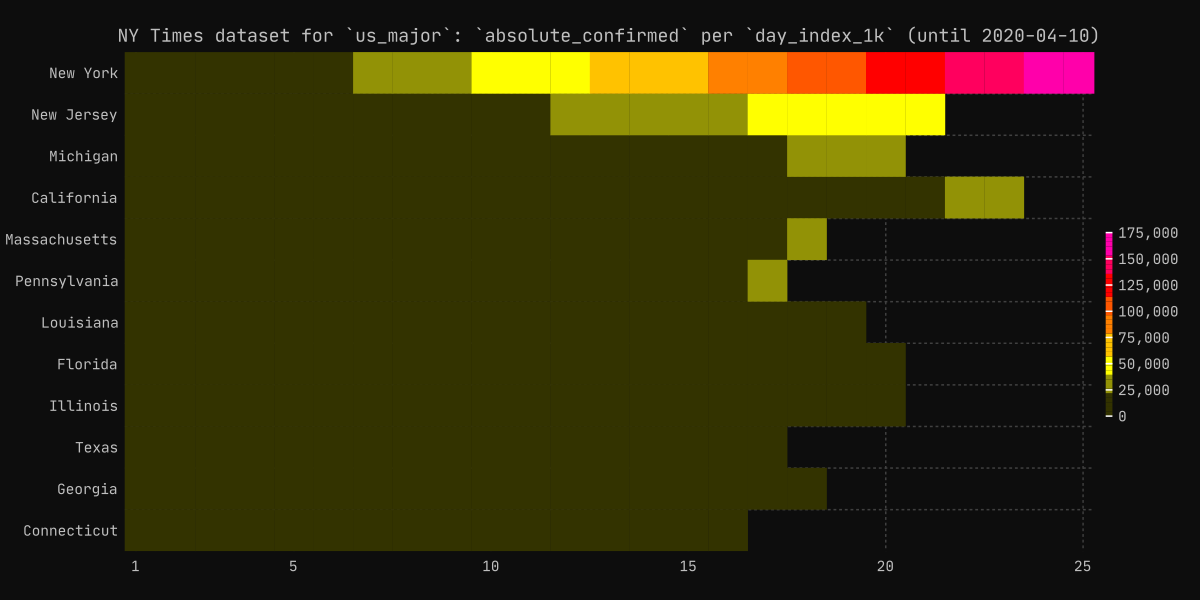 NY Times dataset for `us_major`: `absolute_confirmed` per `day_index_1k` (until 2020-04-10)
New York
New Jersey
Michigan
California
Massachusetts
Pennsylvania
Louisiana
Florida
Illinois
Texas
Georgia
Connecticut
1 5 10 15 20 25
175,000
150,000
125,000
100,000
75,000
50,000
25,000
0